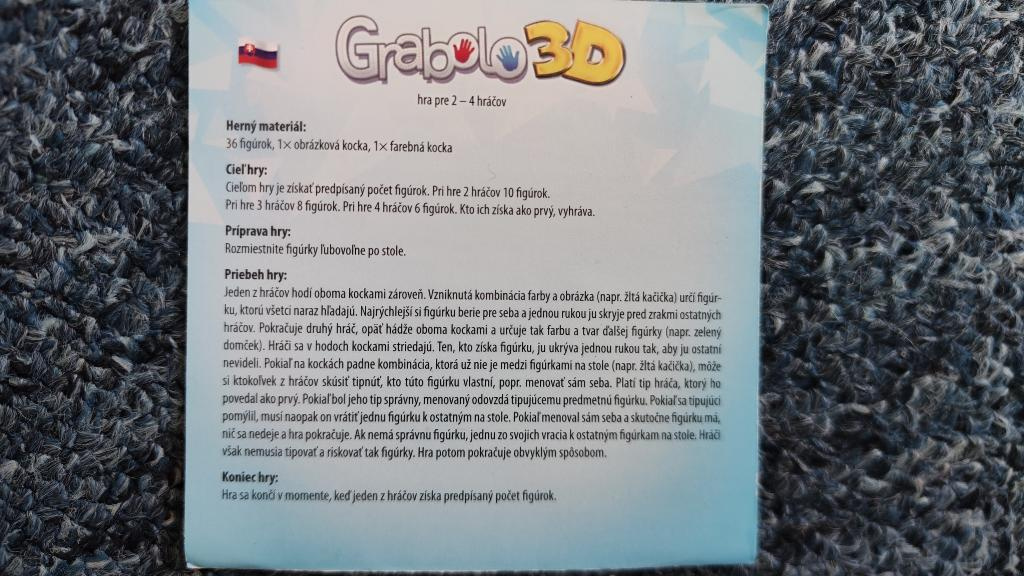 Grabolo 3D
hra pre 2 – 4 hráčov
Herný materiál:
36 figúrok, 1× obrázková kocka, 1× farebná kocka
Cieľ hry:
Cieľom hry je získať predpísaný počet figúrok. Pri hre 2 hráčov 10 figúrok.
Pri hre 3 hráčov 8 figúrok. Pri hre 4 hráčov 6 figúrok. Kto ich získa ako prvý, vyhráva.
Príprava hry:
Rozmiestnite figúrky ľubovoľne po stole.
Priebeh hry:
Jeden z hráčov hodí oboma kockami zároveň. Vzniknutá kombinácia farby a obrázka (napr. žltá kačička) určí figúr-
ku, ktorú všetci naraz hľadajú. Najrýchlejší si figúrku berie pre seba a jednou rukou ju skryje pred zrakmi ostatných
hráčov. Pokračuje druhý hráč, opäť hádže oboma kockami a určuje tak farbu a tvar ďalšej figúrky (napr. zelený
domček). Hráči sa v hodoch kockami striedajú. Ten, kto získa figúrku, ju ukrýva jednou rukou tak, aby ju ostatní
nevideli. Pokiaľ na kockách padne kombinácia, ktorá už nie je medzi figúrkami na stole (napr. žltá kačička), môže
si ktokoľvek z hráčov skúsiť tipnúť, kto túto figúrku vlastní, popr. menovať sám seba. Platí tip hráča, ktorý ho
povedal ako prvý. Pokiaľ bol jeho tip správny, menovaný odovzdá tipujúcemu predmetnú figúrku. Pokiaľ sa tipujúci
pomýlil, musí naopak on vrátiť jednu figúrku k ostatným na stole. Pokiaľ menoval sám seba a skutočne figúrku má,
nič sa nedeje a hra pokračuje. Ak nemá správnu figúrku, jednu zo svojich vracia k ostatným figúrkam na stole. Hráči
však nemusia tipovať a riskovať tak figúrky. Hra potom pokračuje obvyklým spôsobom.
Koniec hry:
Hra sa končí v momente, keď jeden z hráčov získa predpísaný počet figúrok.